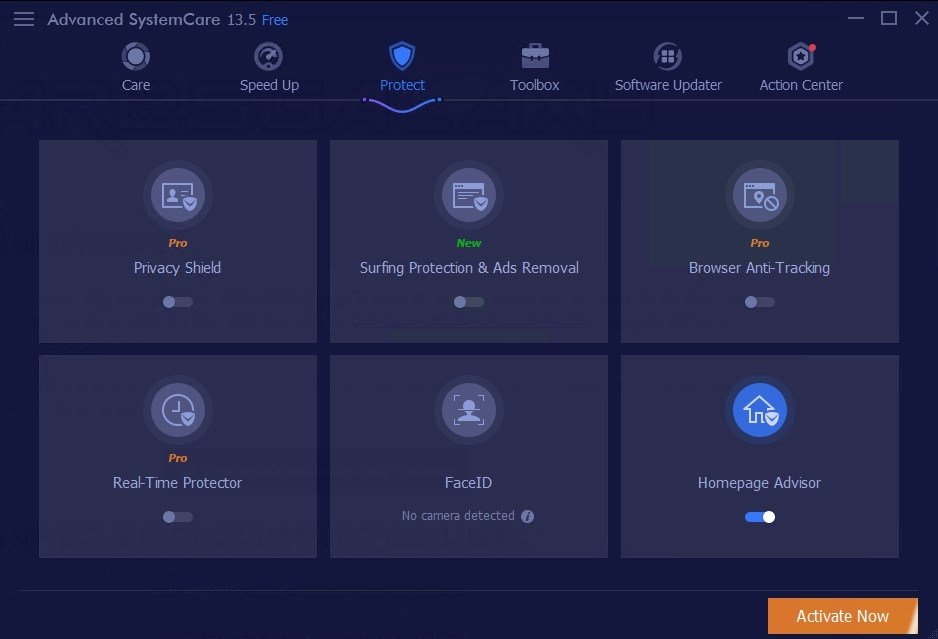 Advanced SystemCare 13.5 Free
Care
Speed Up
Protect
Toolbox
Software Updater
Action Center
Pro
Privacy Shield
New
Surfing Protection & Ads Removal
Pro
Browser Anti-Tracking
Pro
Real-Time Protector
FaceID
No camera detected
Homepage Advisor
Activate Now